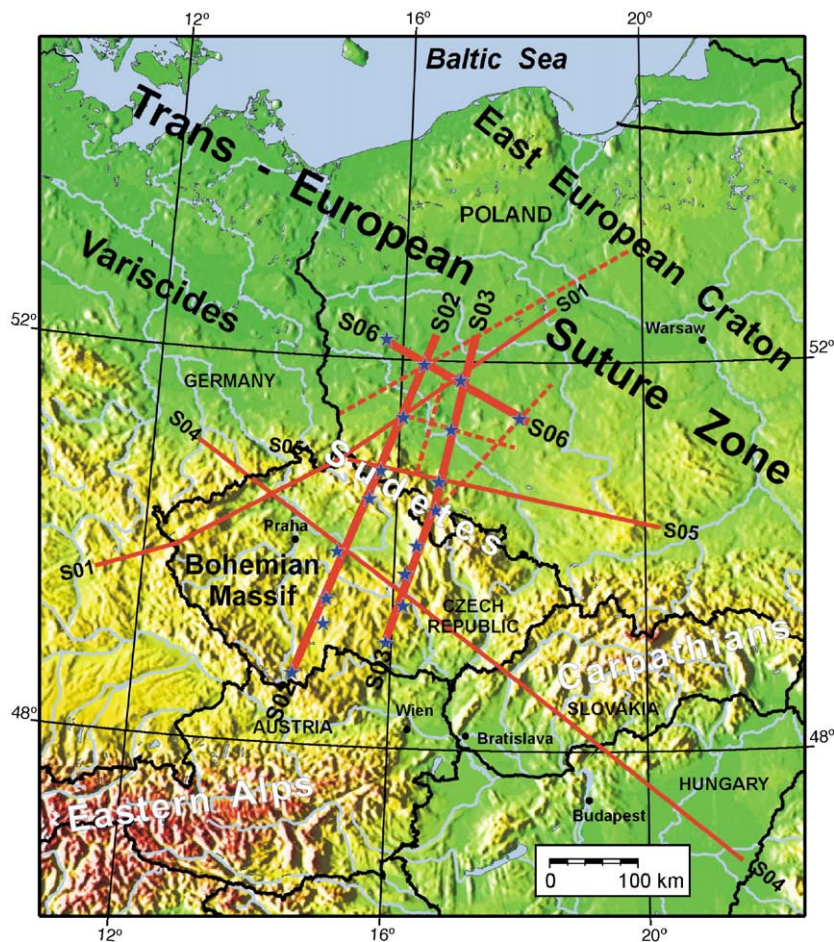 12°
16°
20°
Baltic Sea
Trans - European
Suture Zone
East European Craton
POLAND
Variscides
52°
S02
S03
S01
S06
Warsaw
52°
GERMANY
S04
S05
S06
Sudetes
Praha
S05
S01
Bohemian
Massif
CZECH
REPUBLIC
Carpathians
S02
S03
48°
AUSTRIA
Wien
SLOVAKIA
Bratislava
48°
Eastern Alps
HUNGARY
Budapest
S04
0 100 km
12°
16°
20°